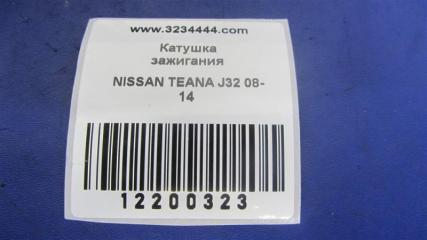 www.3234444.com
Катушка
зажигания
NISSAN TEANA J32 08-
14
12200323